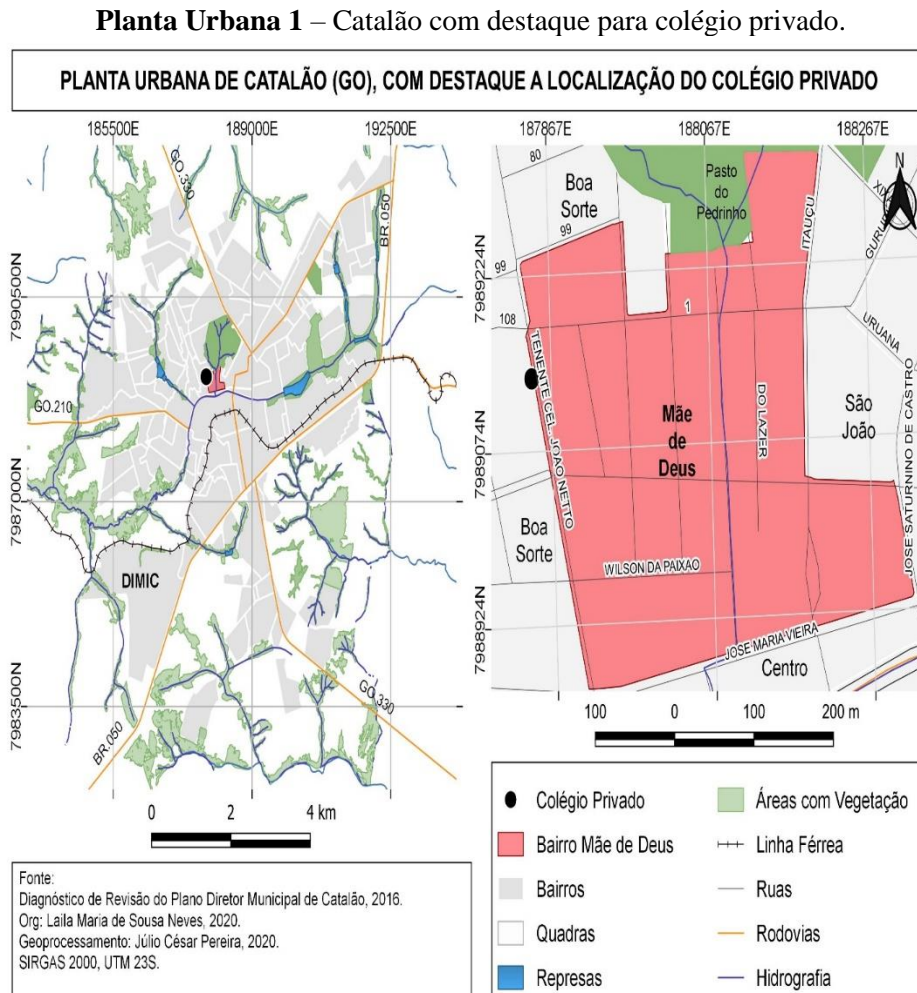 Planta Urbana 1 – Catalão com destaque para colégio privado.
PLANTA URBANA DE CATALÃO (GO), COM DESTAQUE A LOCALIZAÇÃO DO COLÉGIO PRIVADO
185500E
189000E
192500E
7990500N
7987000N
7983500N
GO.330
BR.050
GO.210
DIMIC
BR.050
GO.330
0 2 4 km
Fonte:
Diagnóstico de Revisão do Plano Diretor Municipal de Catalão, 2016.
Org: Laila Maria de Sousa Neves, 2020.
Geoprocessamento: Júlio César Pereira, 2020.
SIRGAS 2000, UTM 23S.
187867E
188067E
188267E
7989224N
7989074N
7988924N
N
80
Boa
Sorte
99
99
108
1
Pasto
do
Pedrinho
ITAUÇU
XII
URUANA
TENENTE CEL. JOAO NETTO
Mãe
de
Deus
DO LAZER
São
João
JOSE SATURNINO DE CASTRO
Boa
Sorte
WILSON DA PAIXAO
JOSE MARIA VIEIRA
Centro
100 0 100 200 m
Colégio Privado
Bairro Mãe de Deus
Bairros
Quadras
Represas
Áreas com Vegetação
Linha Férrea
Ruas
Rodovias
Hidrografia